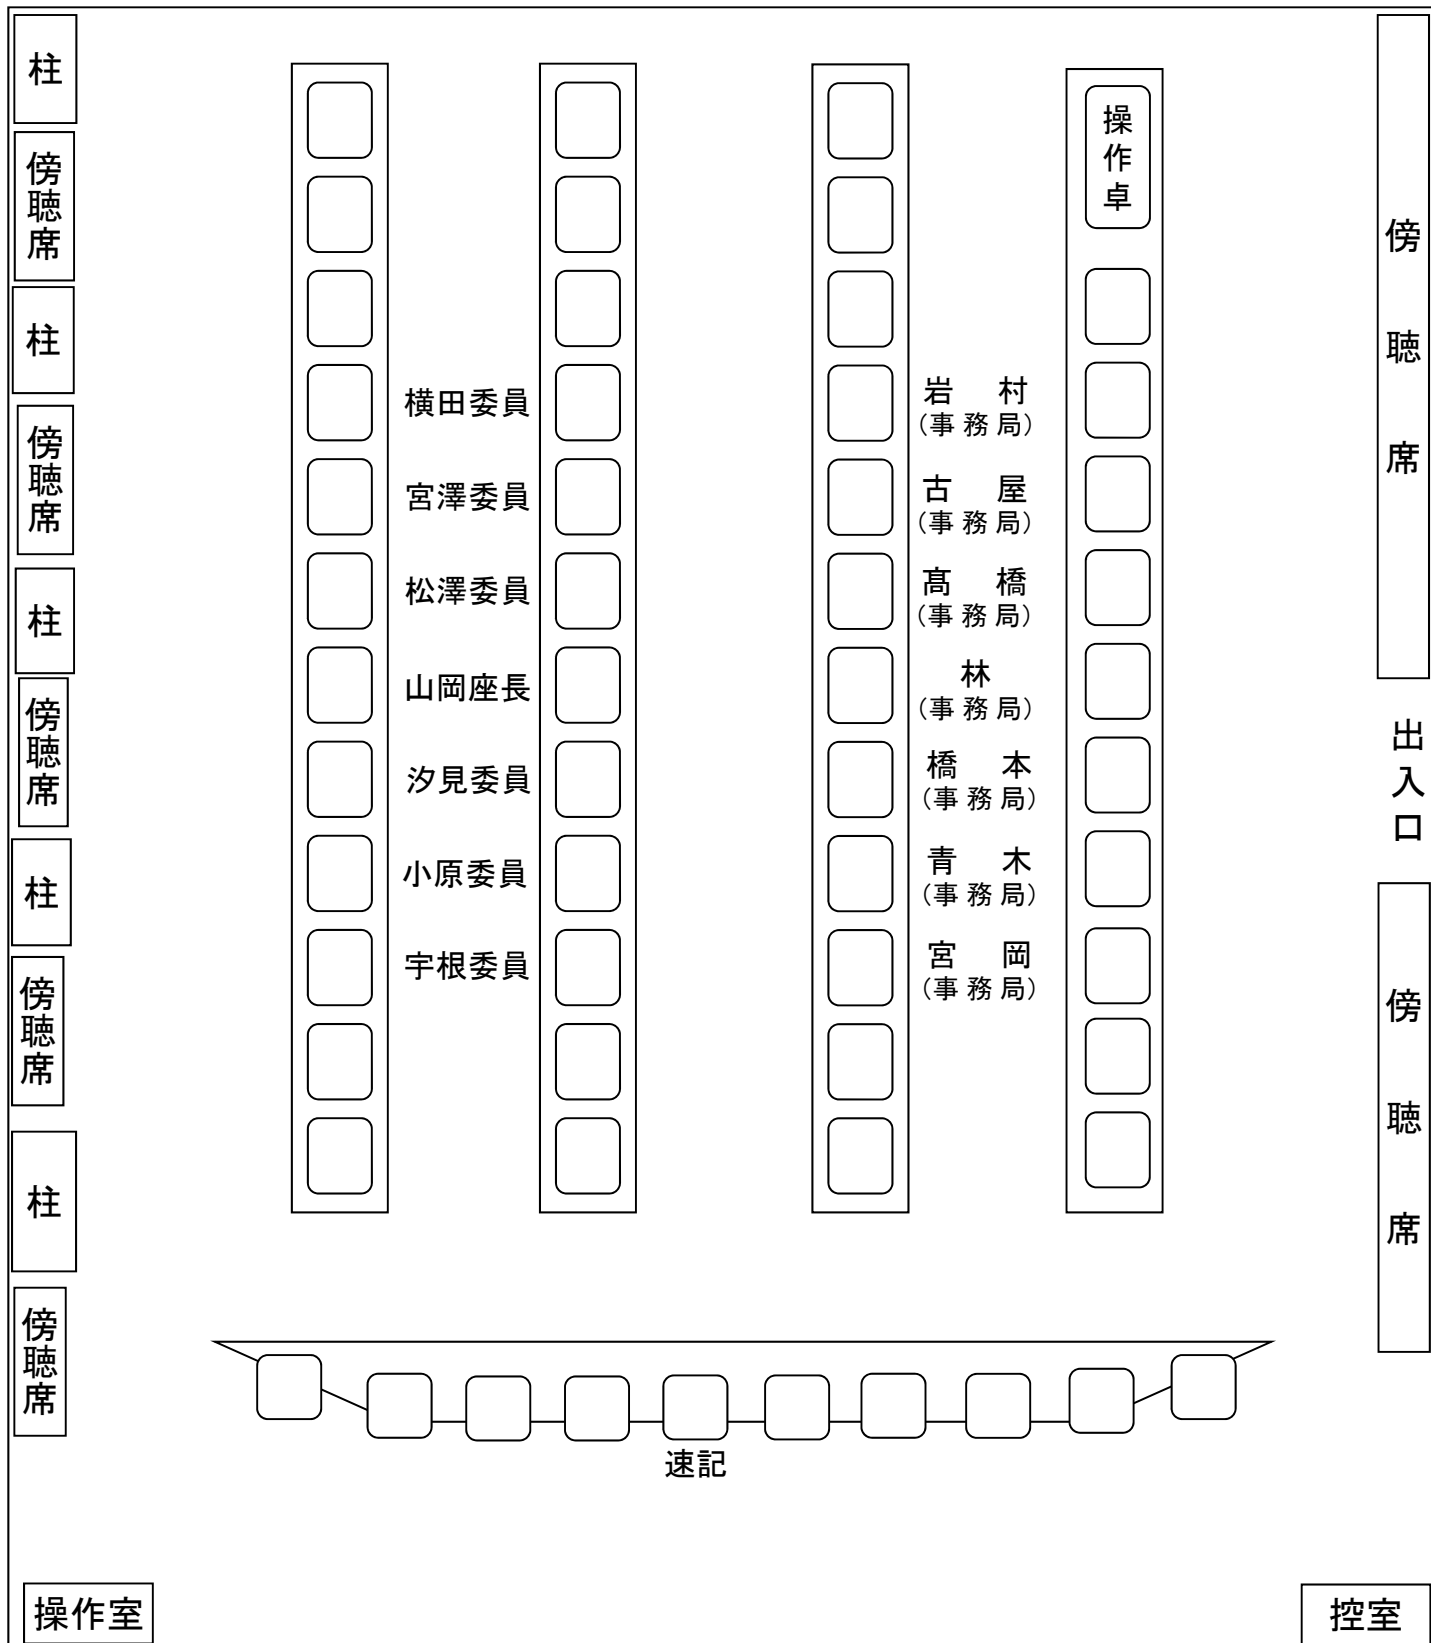 柱
傍聴席
柱
傍聴席
柱
傍聴席
柱
傍聴席
柱
傍聴席
横田委員
宮澤委員
松澤委員
山岡座長
汐見委員
小原委員
宇根委員
岩 村
（事務局）
古 屋
（事務局）
髙 橋
（事務局）
林
（事務局）
橋 本
（事務局）
青 木
（事務局）
宮 岡
（事務局）
操作卓
傍聴席
出入口
傍聴席
速記
操作室
控室